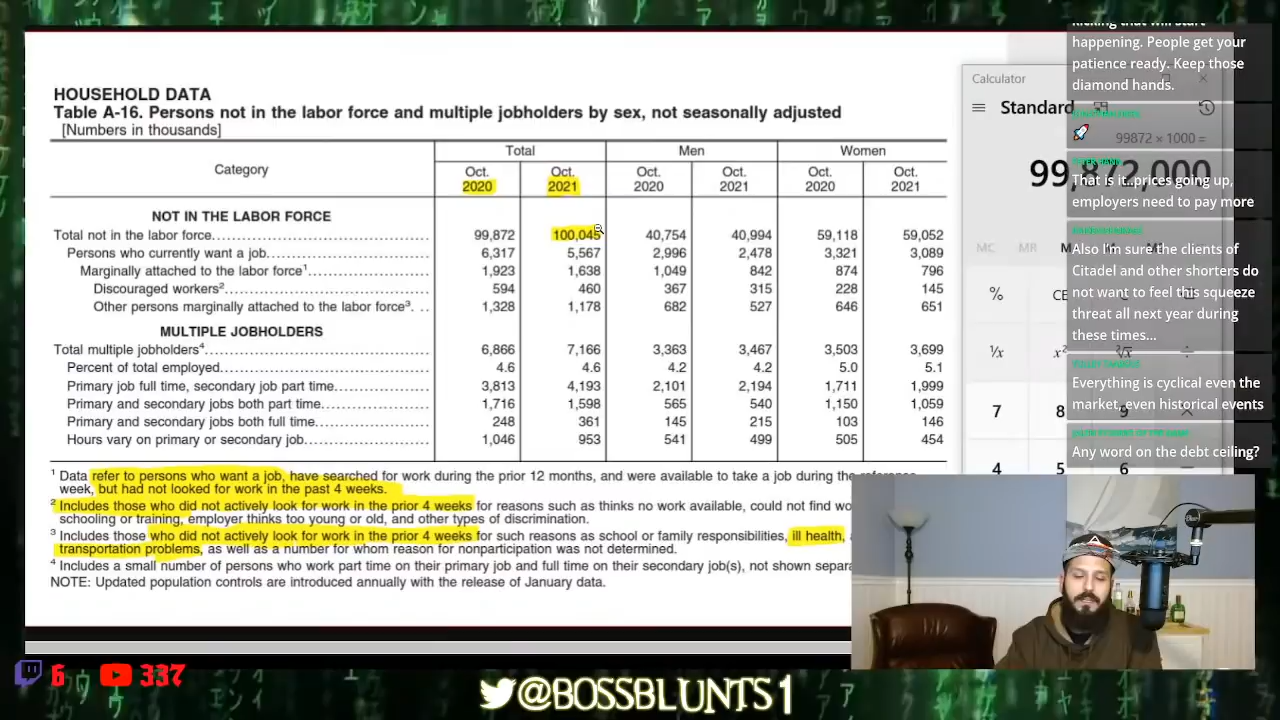 HOUSEHOLD DATA
Table A-16. Persons not in the labor force and multiple jobholders by sex, not seasonally adjusted
[Numbers in thousands]
Category Total Men Women
Oct. 2020 Oct. 2021 Oct. 2020 Oct. 2021 Oct. 2020 Oct. 2021
NOT IN THE LABOR FORCE
Total not in the labor force 99,872 100,045 40,754 40,994 59,118 59,052
Persons who currently want a job 6,317 5,567 2,996 2,478 3,321 3,089
Marginally attached to the labor force1 1,923 1,638 1,049 842 874 796
Discouraged workers2 594 460 367 315 228 145
Other persons marginally attached to the labor force3 1,328 1,178 682 527 646 651
MULTIPLE JOBHOLDERS
Total multiple jobholders4 6,866 7,166 3,363 3,467 3,503 3,699
Percent of total employed 4.6 4.6 4.2 4.2 5.0 5.1
Primary job full time, secondary job part time 3,813 4,193 2,101 2,194 1,711 1,999
Primary and secondary jobs both part time 1,716 1,598 565 540 1,150 1,059
Primary and secondary jobs both full time 248 361 145 215 103 146
Hours vary on primary or secondary job 1,046 953 541 499 505 454
1 Data refer to persons who want a job, have searched for work during the prior 12 months, and were available to take a job during the reference
week, but had not looked for work in the past 4 weeks.
2 Includes those who did not actively look for work in the prior 4 weeks for reasons such as thinks no work available, could not find wo
schooling or training, employer thinks too young or old, and other types of discrimination.
3 Includes those who did not actively look for work in the prior 4 weeks for such reasons as school or family responsibilities, ill health,
transportation problems, as well as a number for whom reason for nonparticipation was not determined.
4 Includes a small number of persons who work part time on their primary job and full time on their secondary job(s), not shown separa
NOTE: Updated population controls are introduced annually with the release of January data.
Calculator
Standard
99872 × 1000 =
99,872,000
MC MR
% CE
1/x x² ²√x ÷
7 8 9
4 5 6
kicking that will start
happening. People get your
patience ready. Keep those
diamond hands.
That is it..prices going up,
employers need to pay more
Also I'm sure the clients of
Citadel and other shorters do
not want to feel this squeeze
threat all next year during
these times...
Everything is cyclical even the
market, even historical events
Any word on the debt ceiling?
6
337
@BOSSBLUNTS1